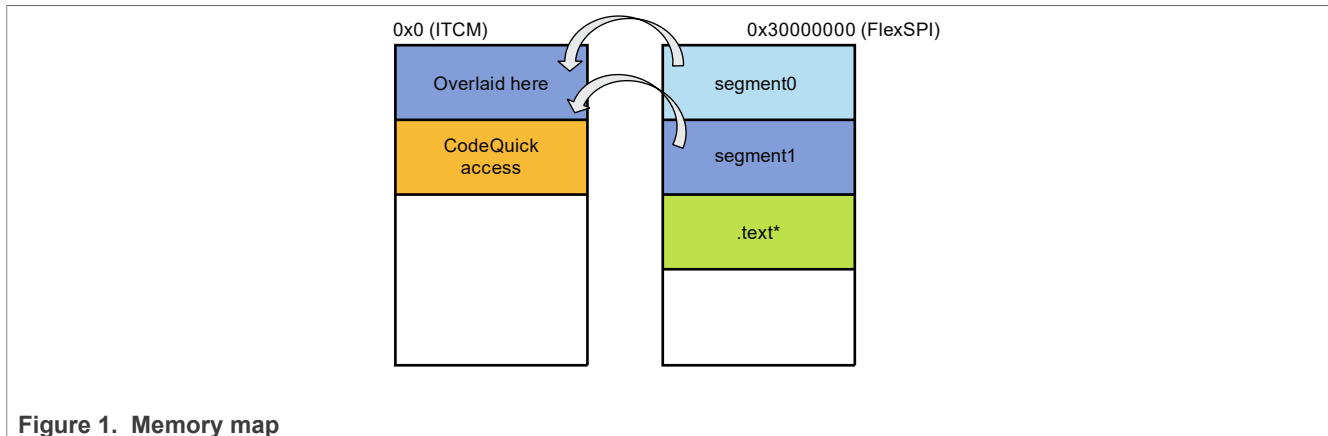 0x0 (ITCM)
0x30000000 (FlexSPI)
Overlaid here
segment0
CodeQuick
access
segment1
.text*
Figure 1. Memory map